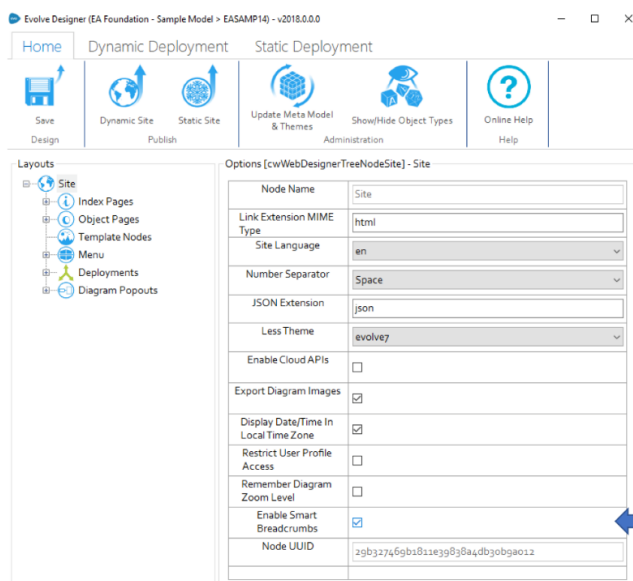 Evolve Designer (EA Foundation - Sample Model > EASAMP14) - v2018.0.0.0
Home Dynamic Deployment Static Deployment
Save Dynamic Site Static Site Update Meta Model & Themes Show/Hide Object Types Online Help
Design Publish Administration Help
Layouts
Site
Index Pages
Object Pages
Template Nodes
Menu
Deployments
Diagram Popouts
Options [cwWebDesignerTreeNodeSite] - Site
Node Name Site
Link Extension MIME
Type html
Site Language en
Number Separator Space
JSON Extension json
Less Theme evolve7
Enable Cloud APIs
Export Diagram Images
Display Date/Time In
Local Time Zone
Restrict User Profile
Access
Remember Diagram
Zoom Level
Enable Smart
Breadcrumbs
Node UUID 29b327469b1811e39838a4db30b9a012